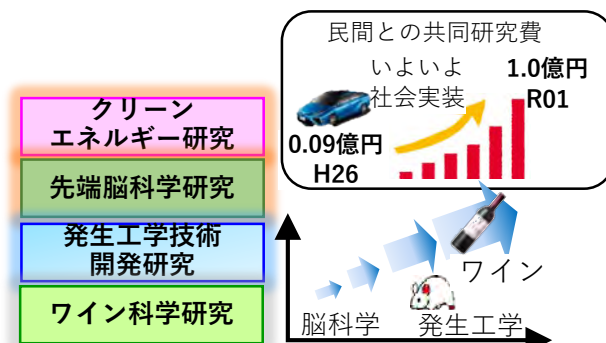 民間との共同研究費
いよいよ
社会実装
1.0億円
R01
0.09億円
H26
クリーン
エネルギー研究
先端脳科学研究
発生工学技術
開発研究
ワイン科学研究
ワイン
脳科学
発生工学